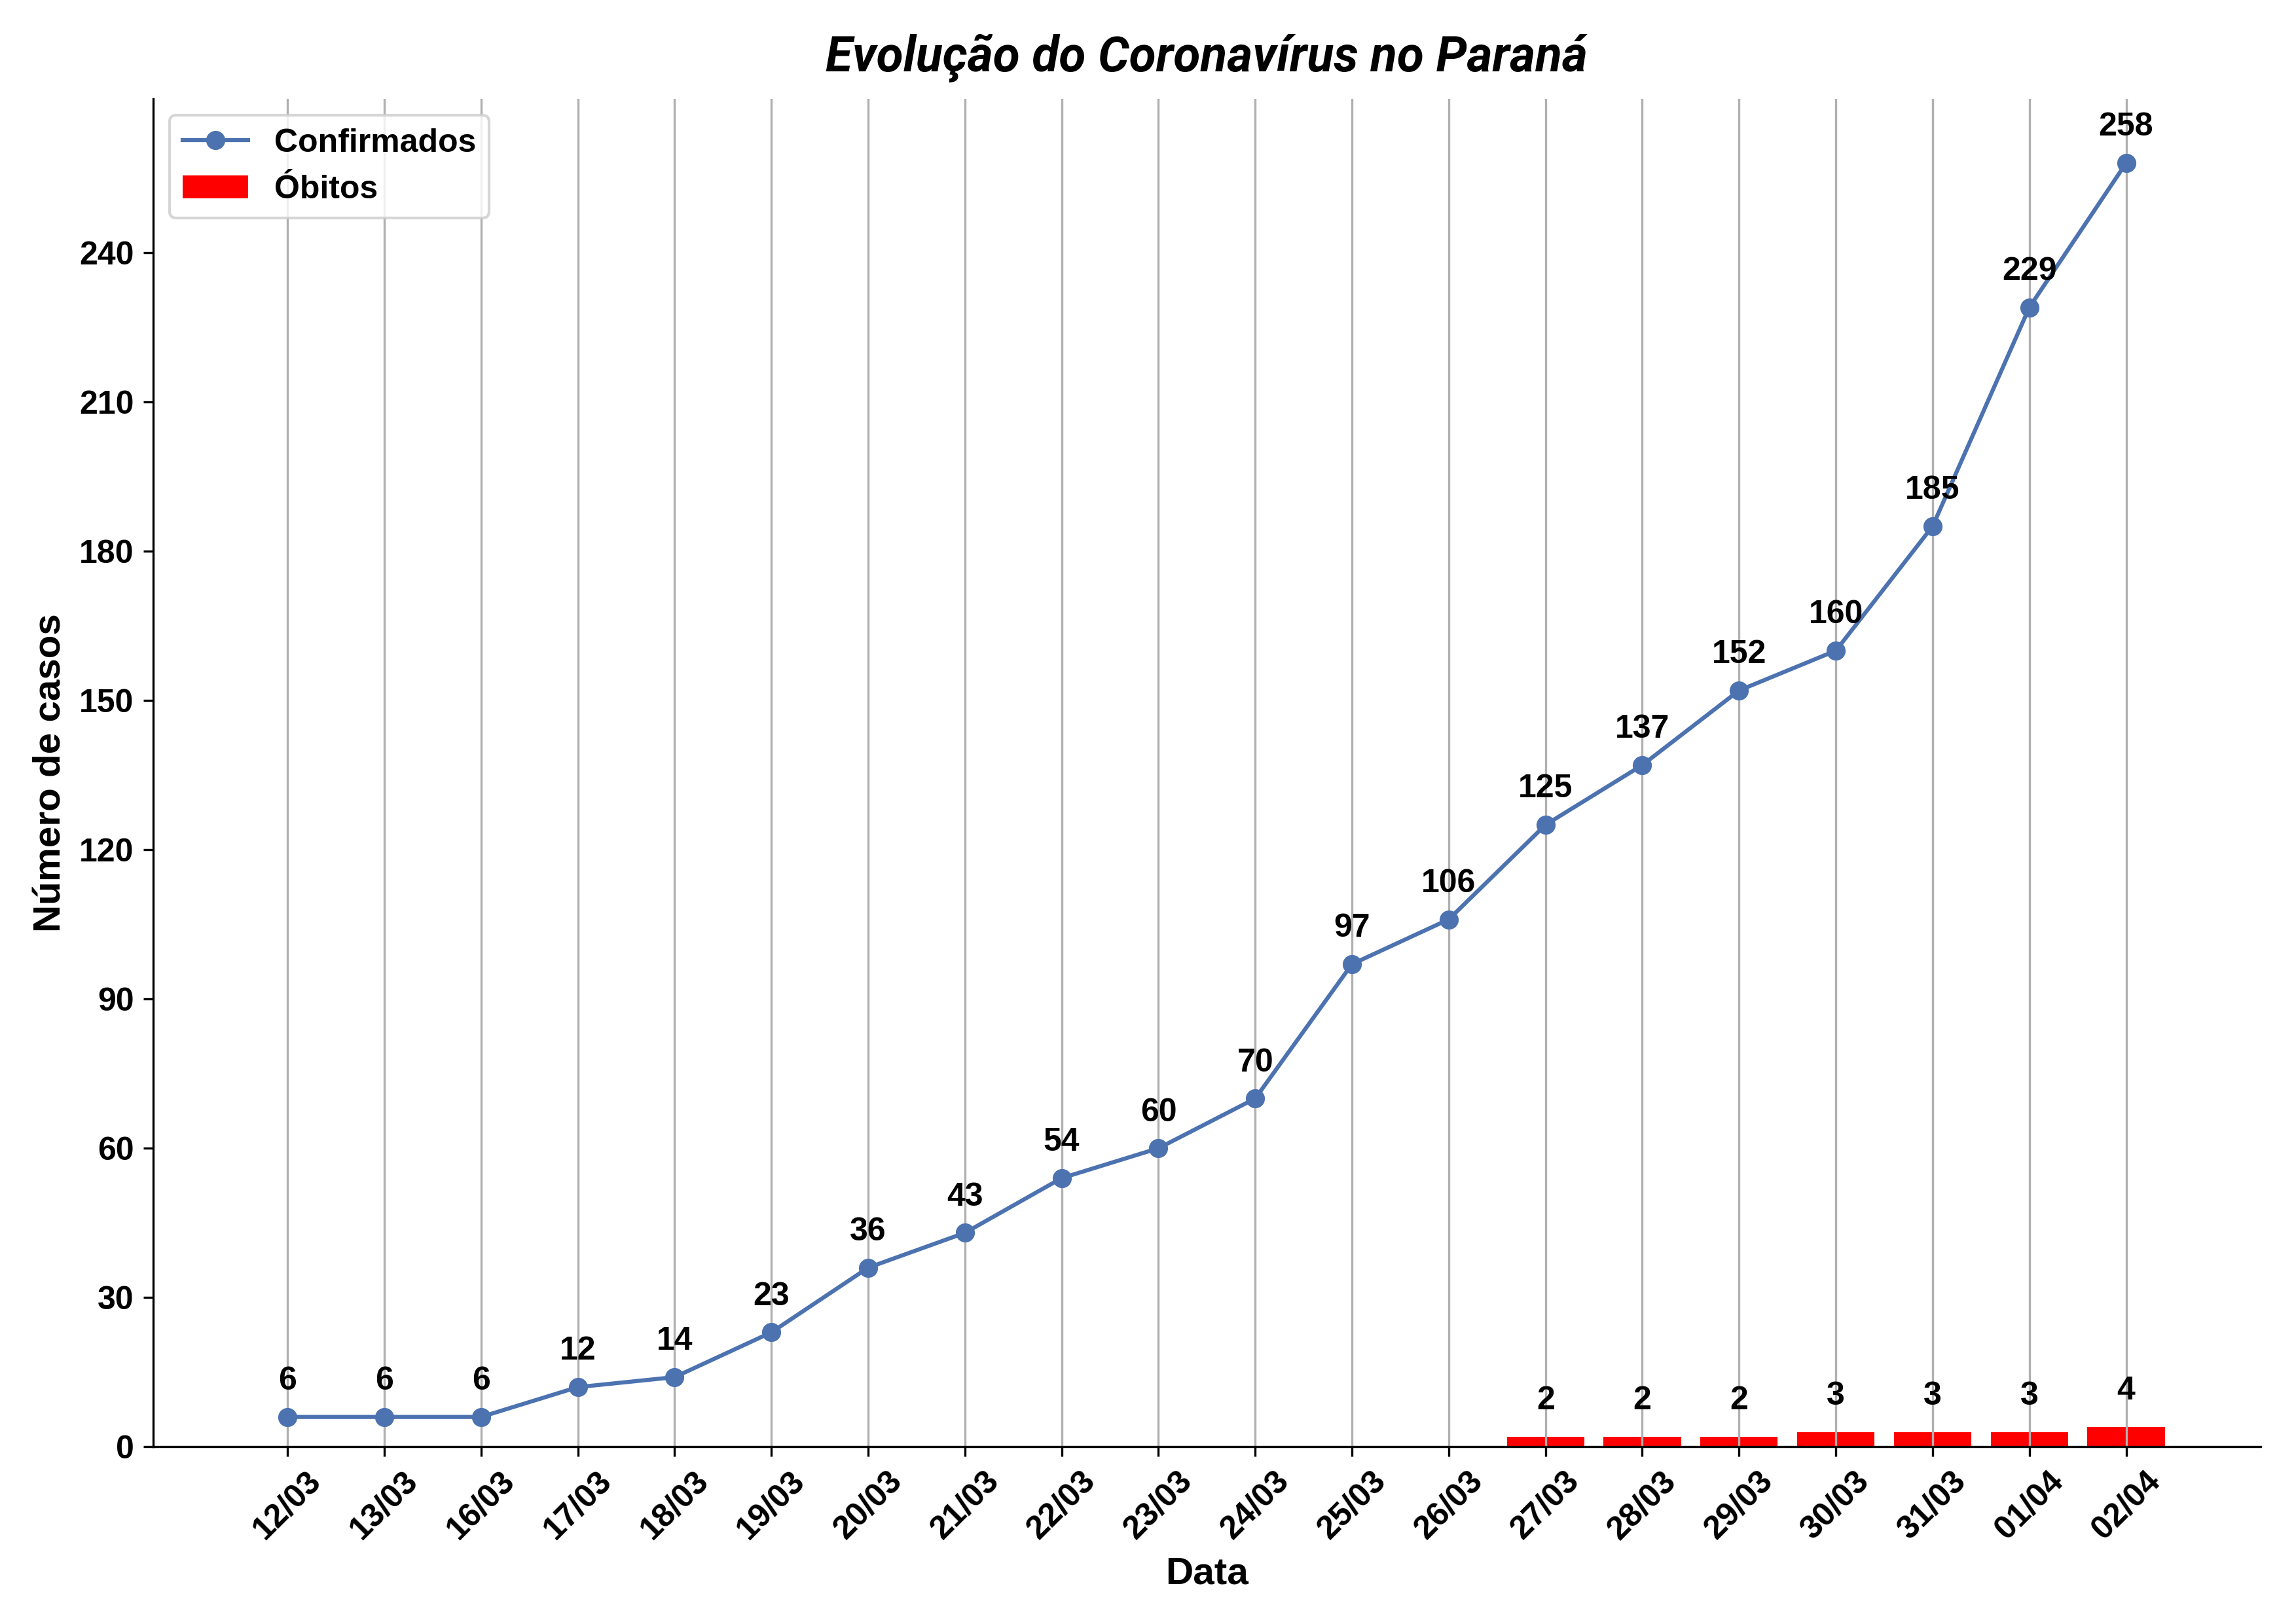 Evolução do Coronavírus no Paraná
Confirmados
Óbitos
Número de casos
240
210
180
150
120
90
60
30
0
6 6 6 12 14 23 36 43 54 60 70 97 106 125 137 152 160 185 229 258
2 2 2 3 3 3 4
12/03 13/03 16/03 17/03 18/03 19/03 20/03 21/03 22/03 23/03 24/03 25/03 26/03 27/03 28/03 29/03 30/03 31/03 01/04 02/04
Data